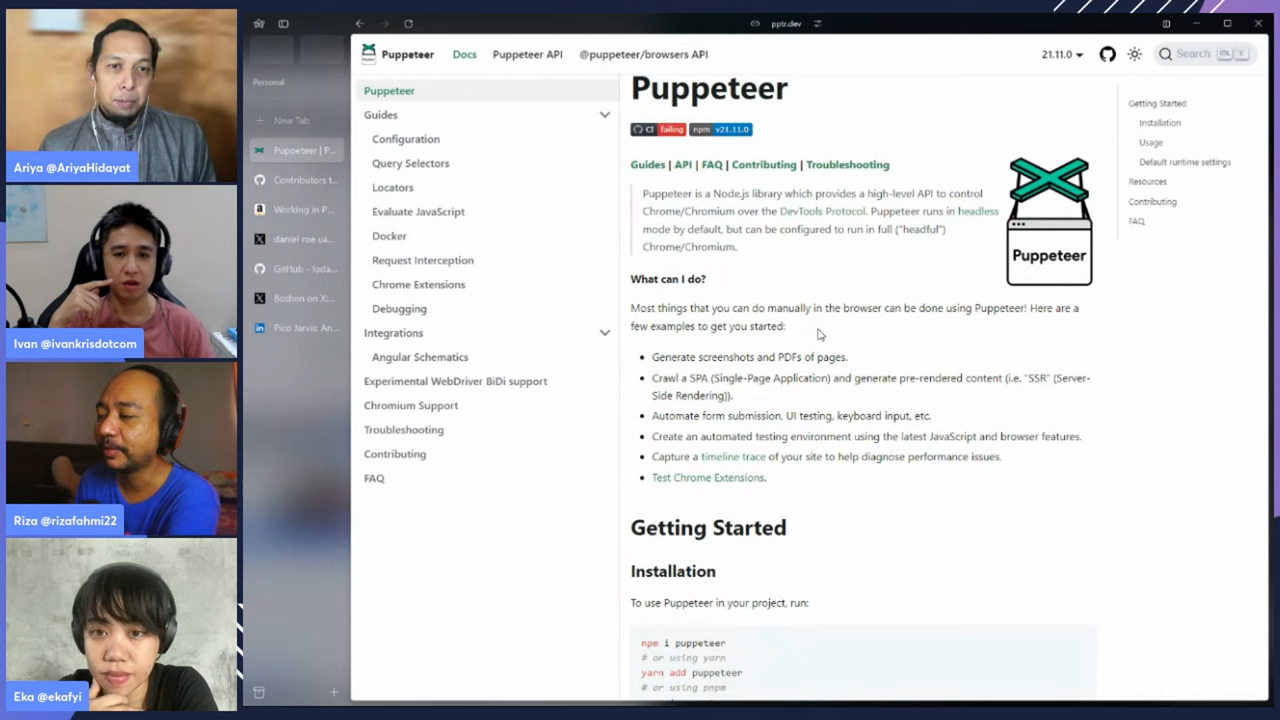 Ariya @AriyaHidayat
Ivan @ivankrisdotcom
Riza @rizafahmi22
Eka @ekafyi
Personal
New Tab
Puppeteer | P...
Contributors t...
Working in P...
daniel roe ua...
GitHub - loda...
Boshen on X:...
Pico Jarvis: An...
pptr.dev
Puppeteer
Docs
Puppeteer API
@puppeteer/browsers API
21.11.0
Search
Puppeteer
Guides
Configuration
Query Selectors
Locators
Evaluate JavaScript
Docker
Request Interception
Chrome Extensions
Debugging
Integrations
Angular Schematics
Experimental WebDriver BiDi support
Chromium Support
Troubleshooting
Contributing
FAQ
Puppeteer
CI failing npm v21.11.0
Guides | API | FAQ | Contributing | Troubleshooting
Puppeteer is a Node.js library which provides a high-level API to control
Chrome/Chromium over the DevTools Protocol. Puppeteer runs in headless
mode by default, but can be configured to run in full ("headful")
Chrome/Chromium.
Puppeteer
What can I do?
Most things that you can do manually in the browser can be done using Puppeteer! Here are a
few examples to get you started:
• Generate screenshots and PDFs of pages.
• Crawl a SPA (Single-Page Application) and generate pre-rendered content (i.e. "SSR" (Server-
Side Rendering)).
• Automate form submission, UI testing, keyboard input, etc.
• Create an automated testing environment using the latest JavaScript and browser features.
• Capture a timeline trace of your site to help diagnose performance issues.
• Test Chrome Extensions.
Getting Started
Installation
To use Puppeteer in your project, run:
npm i puppeteer
# or using yarn
yarn add puppeteer
# or using pnpm
Getting Started
Installation
Usage
Default runtime settings
Resources
Contributing
FAQ